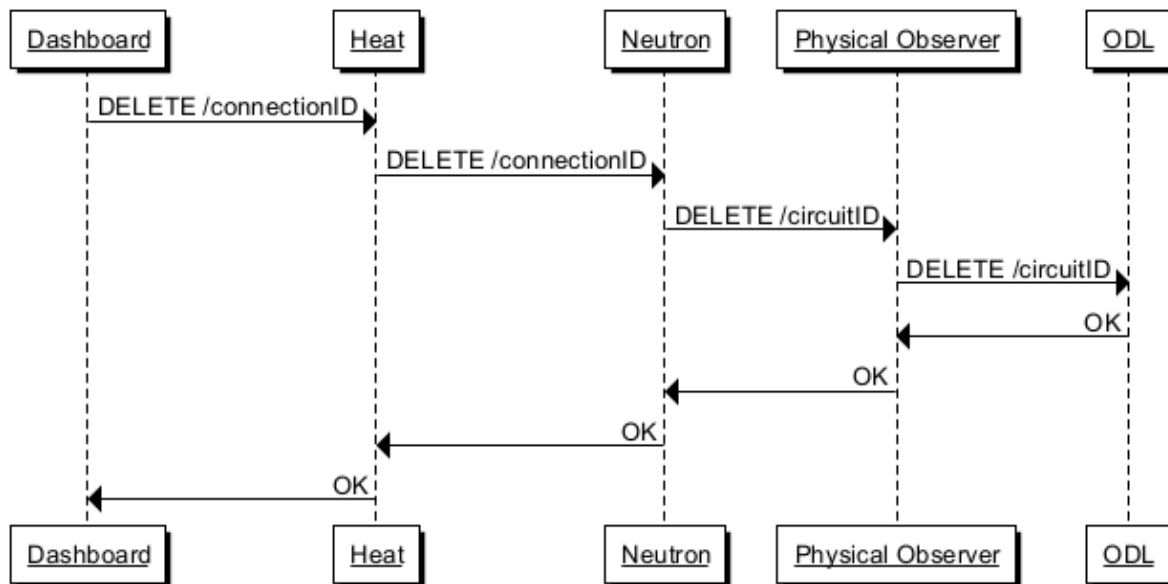 Dashboard Heat Neutron Physical Observer ODL
DELETE /connectionID
DELETE /connectionID
DELETE /circuitID
DELETE /circuitID
OK
OK
OK
OK
Dashboard Heat Neutron Physical Observer ODL